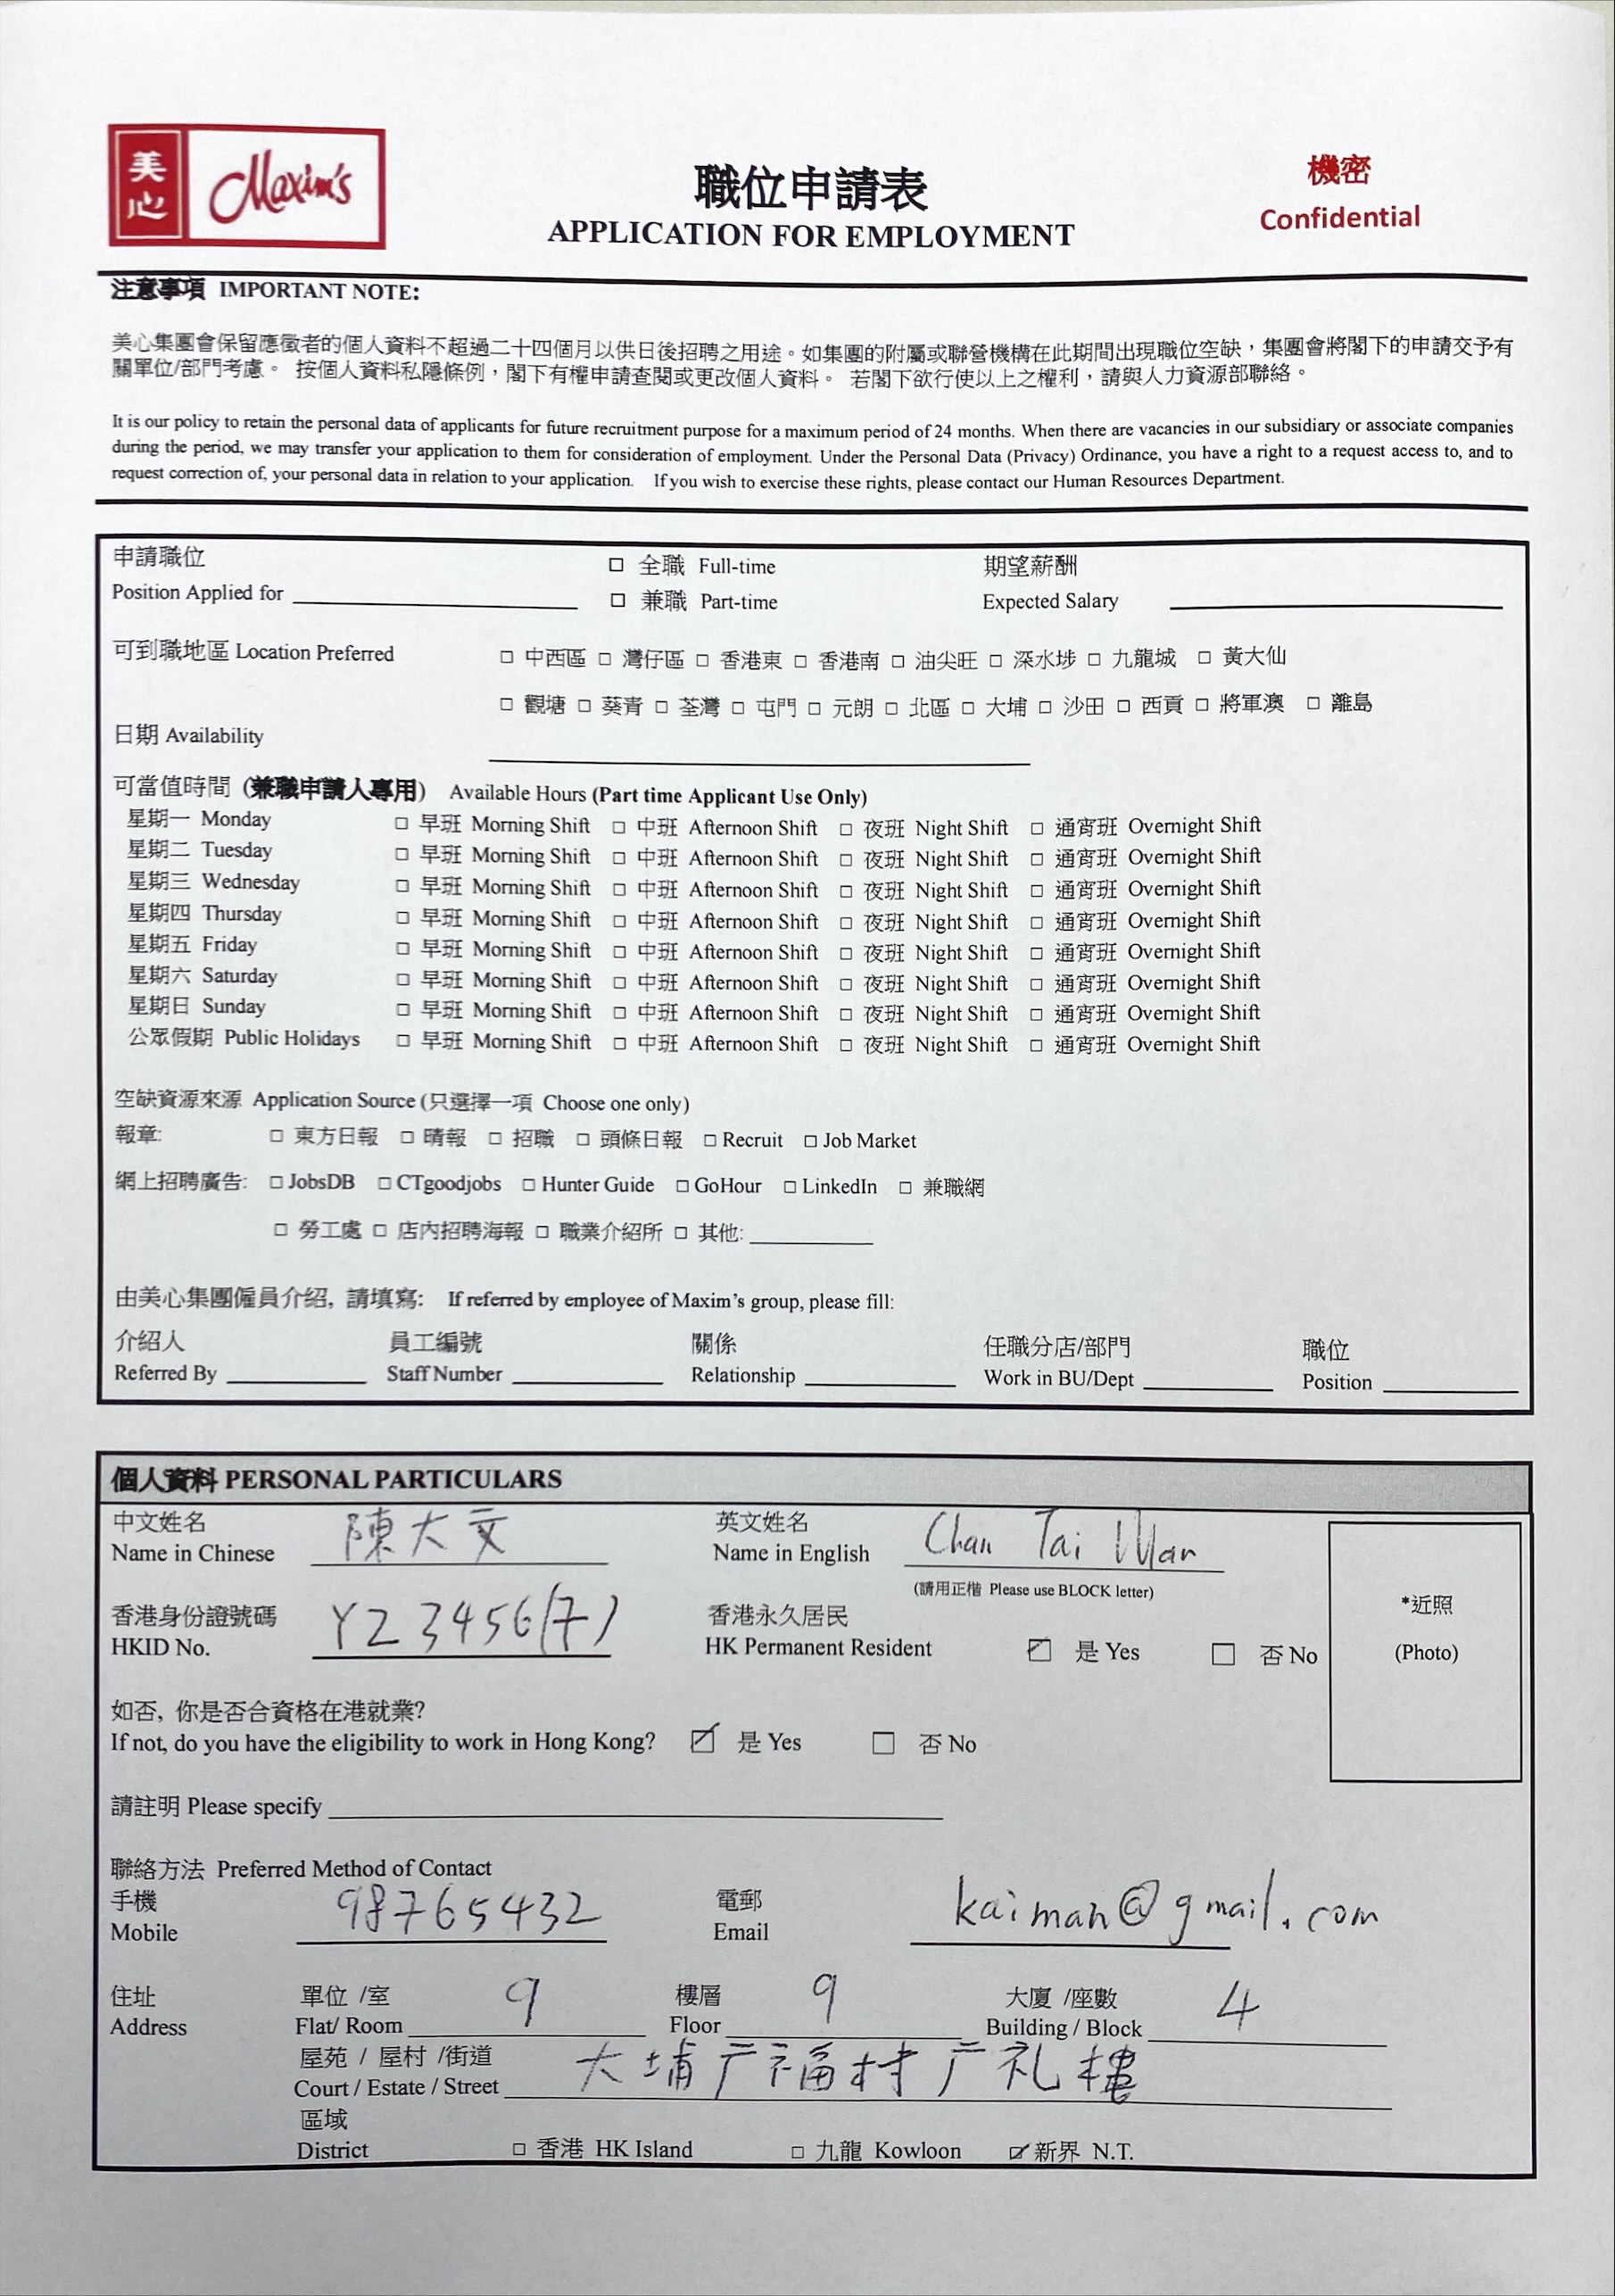 美心 Maxim's
職位申請表
APPLICATION FOR EMPLOYMENT
機密
Confidential
注意事項 IMPORTANT NOTE:
美心集團會保留應徵者的個人資料不超過二十四個月以供日後招聘之用途。如集團的附屬或聯營機構在此期間出現職位空缺，集團會將閣下的申請交予有
關單位/部門考慮。 按個人資料私隱條例，閣下有權申請查閱或更改個人資料。 若閣下欲行使以上之權利，請與人力資源部聯絡。
It is our policy to retain the personal data of applicants for future recruitment purpose for a maximum period of 24 months. When there are vacancies in our subsidiary or associate companies
during the period, we may transfer your application to them for consideration of employment. Under the Personal Data (Privacy) Ordinance, you have a right to a request access to, and to
request correction of, your personal data in relation to your application. If you wish to exercise these rights, please contact our Human Resources Department.
申請職位 □ 全職 Full-time 期望薪酬
Position Applied for □ 兼職 Part-time Expected Salary
可到職地區 Location Preferred □ 中西區 □ 灣仔區 □ 香港東 □ 香港南 □ 油尖旺 □ 深水埗 □ 九龍城 □ 黃大仙
□ 觀塘 □ 葵青 □ 荃灣 □ 屯門 □ 元朗 □ 北區 □ 大埔 □ 沙田 □ 西貢 □ 將軍澳 □ 離島
日期 Availability
可當值時間 (兼職申請人專用) Available Hours (Part time Applicant Use Only)
星期一 Monday □ 早班 Morning Shift □ 中班 Afternoon Shift □ 夜班 Night Shift □ 通宵班 Overnight Shift
星期二 Tuesday □ 早班 Morning Shift □ 中班 Afternoon Shift □ 夜班 Night Shift □ 通宵班 Overnight Shift
星期三 Wednesday □ 早班 Morning Shift □ 中班 Afternoon Shift □ 夜班 Night Shift □ 通宵班 Overnight Shift
星期四 Thursday □ 早班 Morning Shift □ 中班 Afternoon Shift □ 夜班 Night Shift □ 通宵班 Overnight Shift
星期五 Friday □ 早班 Morning Shift □ 中班 Afternoon Shift □ 夜班 Night Shift □ 通宵班 Overnight Shift
星期六 Saturday □ 早班 Morning Shift □ 中班 Afternoon Shift □ 夜班 Night Shift □ 通宵班 Overnight Shift
星期日 Sunday □ 早班 Morning Shift □ 中班 Afternoon Shift □ 夜班 Night Shift □ 通宵班 Overnight Shift
公眾假期 Public Holidays □ 早班 Morning Shift □ 中班 Afternoon Shift □ 夜班 Night Shift □ 通宵班 Overnight Shift
空缺資源來源 Application Source (只選擇一項 Choose one only)
報章: □ 東方日報 □ 晴報 □ 招職 □ 頭條日報 □ Recruit □ Job Market
網上招聘廣告: □ JobsDB □ CTgoodjobs □ Hunter Guide □ GoHour □ LinkedIn □ 兼職網
□ 勞工處 □ 店內招聘海報 □ 職業介紹所 □ 其他:
由美心集團僱員介紹, 請填寫: If referred by employee of Maxim's group, please fill:
介紹人 員工編號 關係 任職分店/部門 職位
Referred By Staff Number Relationship Work in BU/Dept Position
個人資料 PERSONAL PARTICULARS
中文姓名 陳大文 英文姓名 Chan Tai Man
Name in Chinese Name in English
(請用正楷 Please use BLOCK letter)
香港身份證號碼 Y23456(7) 香港永久居民 *近照
HKID No. HK Permanent Resident ☑ 是 Yes □ 否 No (Photo)
如否, 你是否合資格在港就業?
If not, do you have the eligibility to work in Hong Kong? ☑ 是 Yes □ 否 No
請註明 Please specify
聯絡方法 Preferred Method of Contact
手機 98765432 電郵 kaiman@gmail.com
Mobile Email
住址 單位 /室 9 樓層 9 大廈 /座數 4
Address Flat/ Room Floor Building / Block
屋苑 / 屋村 /街道 大埔广福村广礼樓
Court / Estate / Street
區域
District □ 香港 HK Island □ 九龍 Kowloon ☑ 新界 N.T.